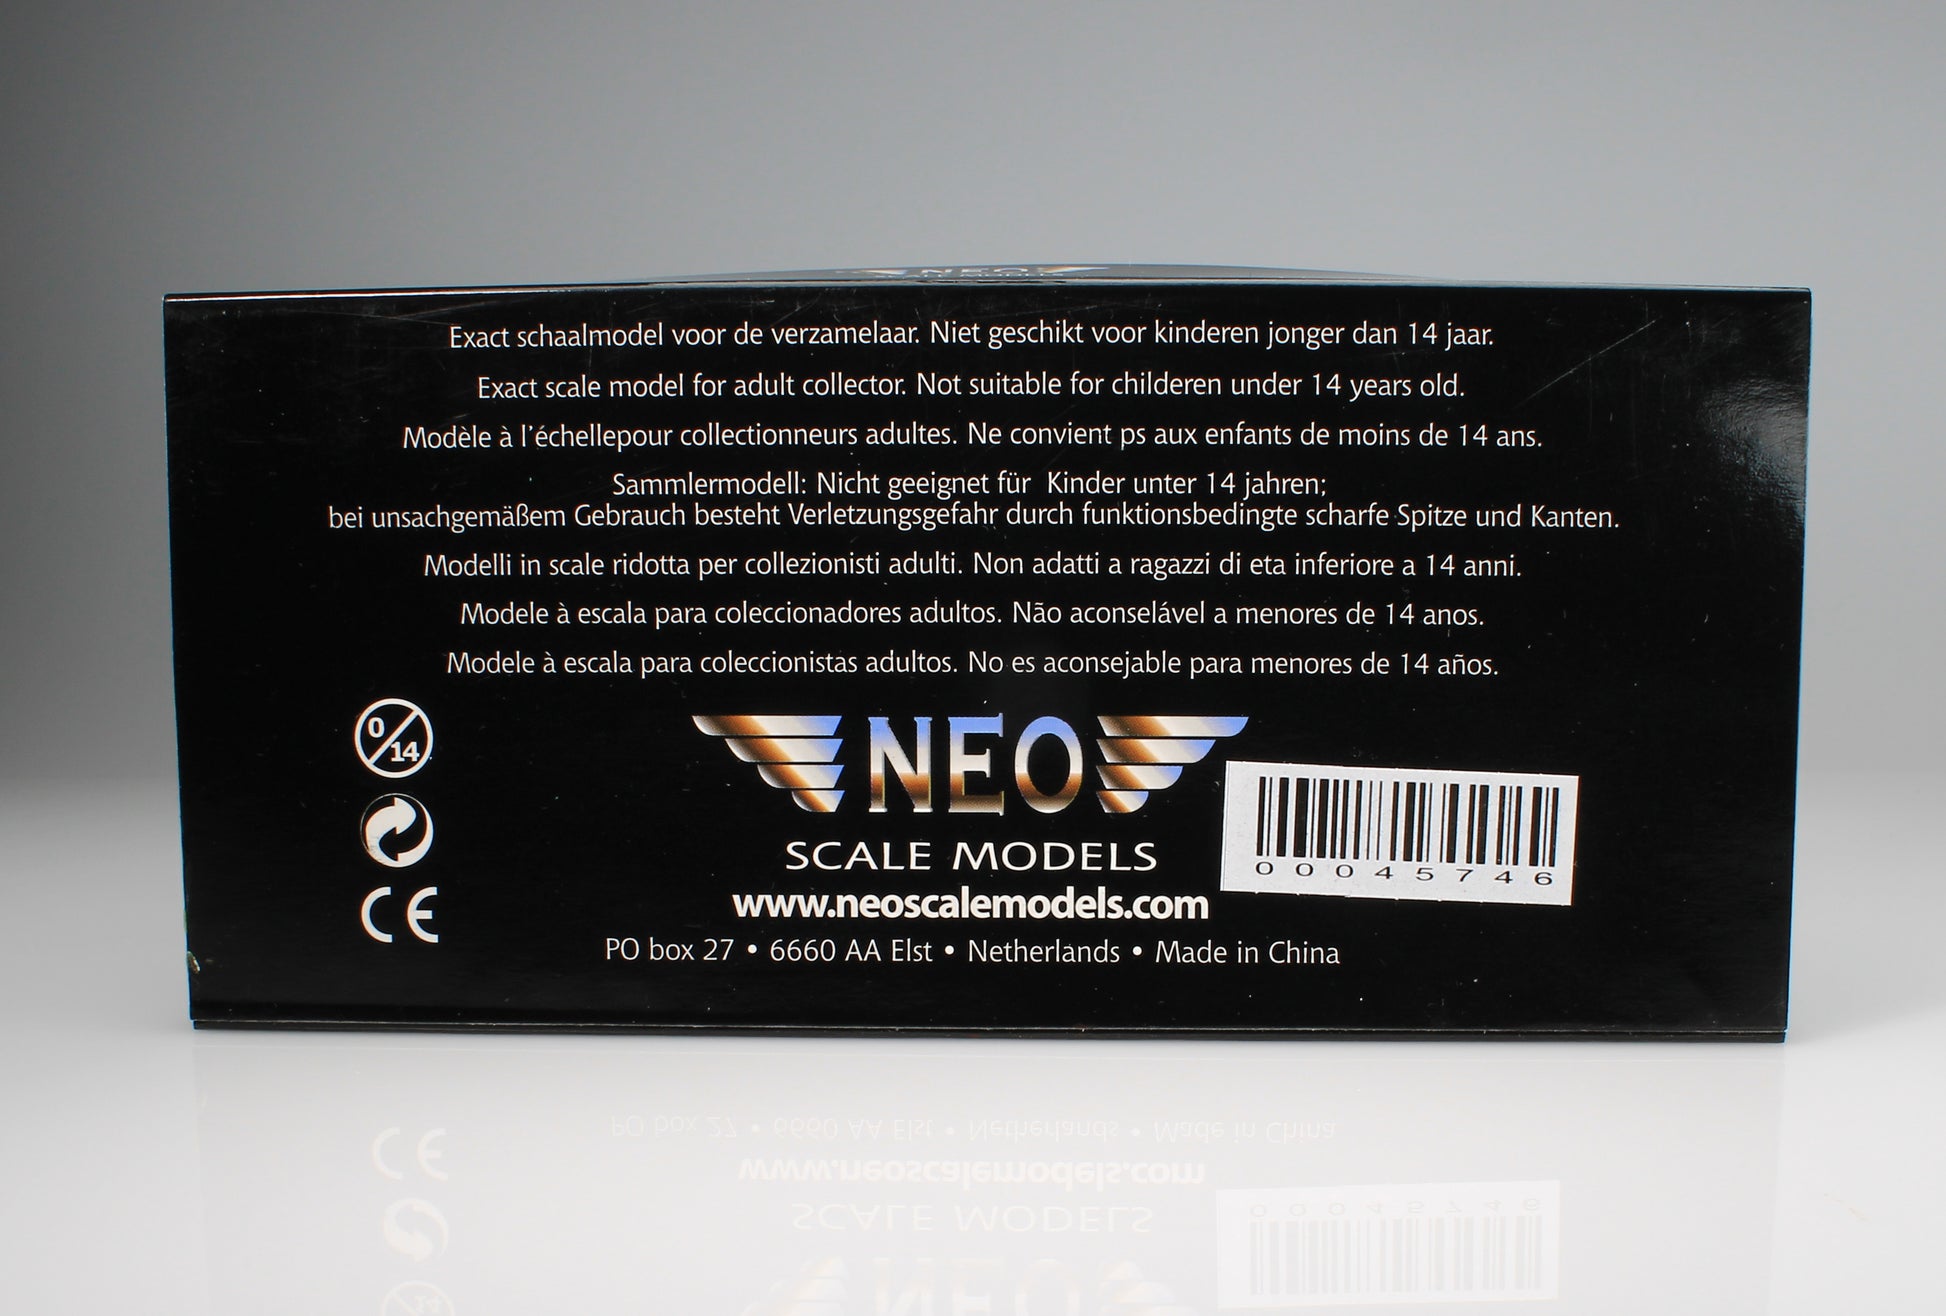 NEO
SCALE MODELS
Exact schaalmodel voor de verzamelaar. Niet geschikt voor kinderen jonger dan 14 jaar.
Exact scale model for adult collector. Not suitable for childeren under 14 years old.
Modèle à l'échellepour collectionneurs adultes. Ne convient ps aux enfants de moins de 14 ans.
Sammlermodell: Nicht geeignet für Kinder unter 14 jahren;
bei unsachgemäßem Gebrauch besteht Verletzungsgefahr durch funktionsbedingte scharfe Spitze und Kanten.
Modelli in scale ridotta per collezionisti adulti. Non adatti a ragazzi di eta inferiore a 14 anni.
Modele à escala para coleccionadores adultos. Não aconselável a menores de 14 anos.
Modele à escala para coleccionistas adultos. No es aconsejable para menores de 14 años.
0/14
NEO
SCALE MODELS
00045746
CE
www.neoscalemodels.com
PO box 27 • 6660 AA Elst • Netherlands • Made in China